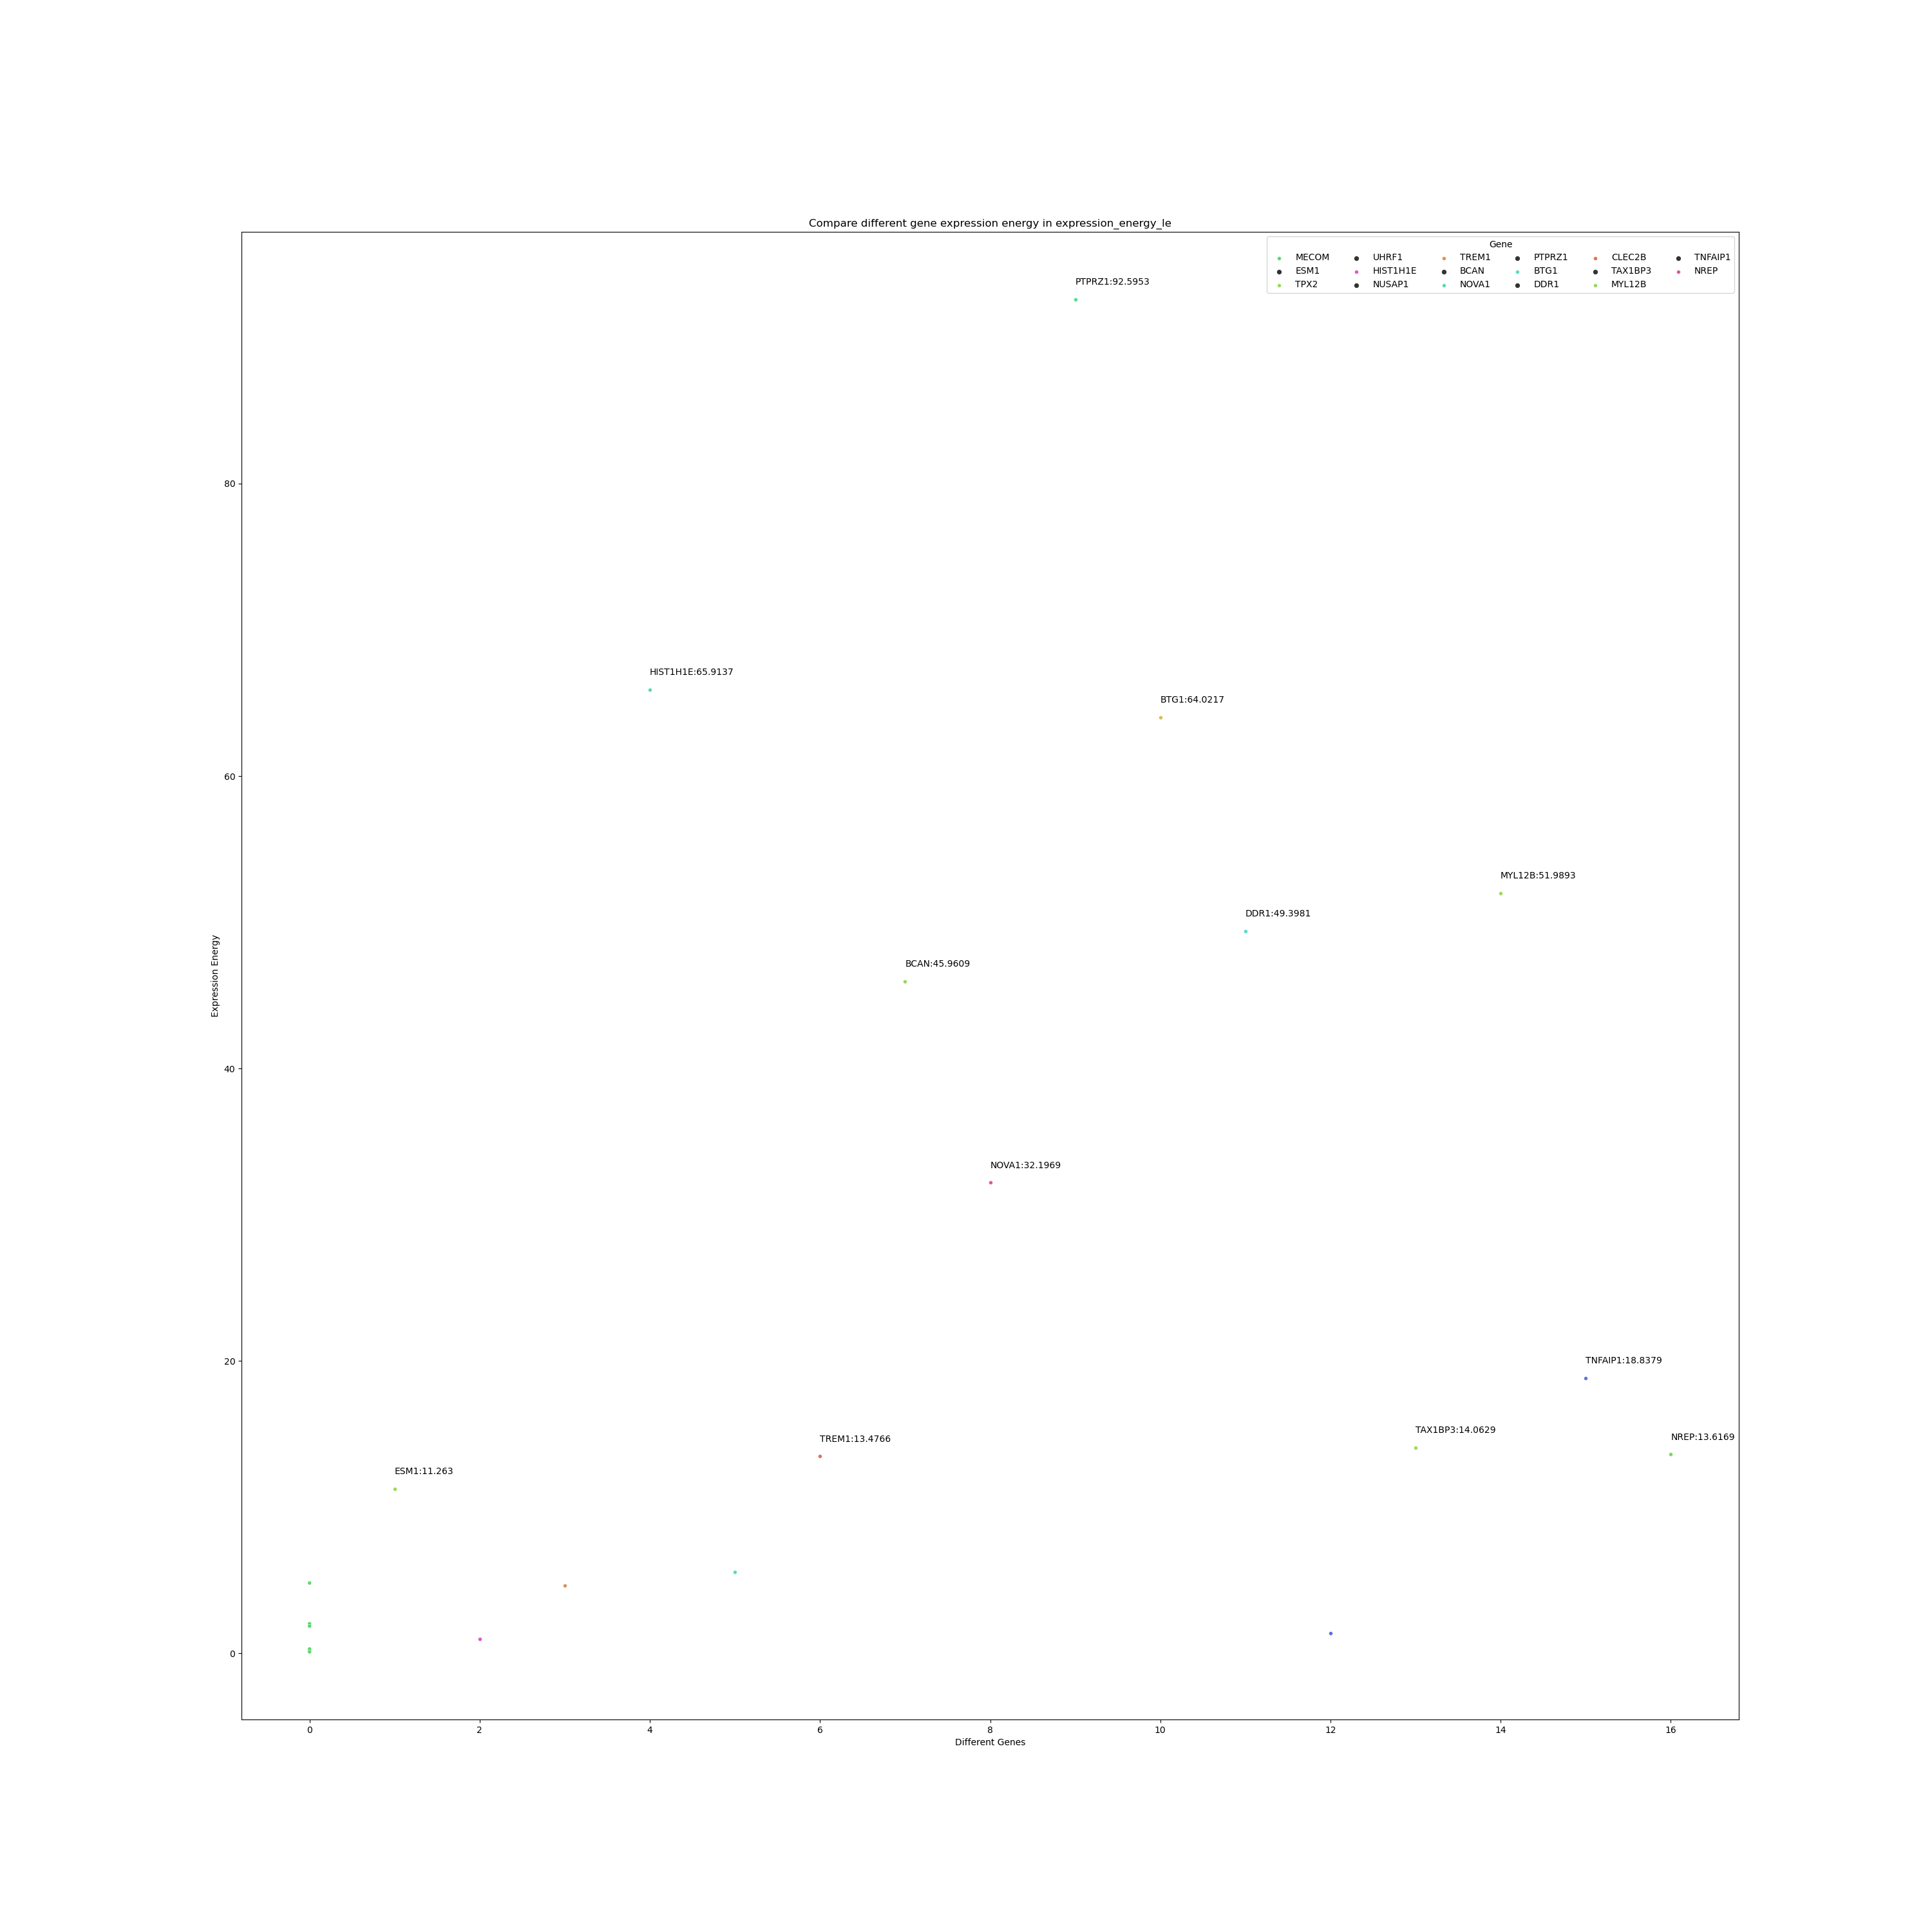 Compare different gene expression energy in expression_energy_le
Gene
MECOM UHRF1 TREM1 PTPRZ1 CLEC2B TNFAIP1
ESM1 HIST1H1E BCAN BTG1 TAX1BP3 NREP
TPX2 NUSAP1 NOVA1 DDR1 MYL12B
PTPRZ1:92.5953
80
HIST1H1E:65.9137
BTG1:64.0217
60
MYL12B:51.9893
DDR1:49.3981
BCAN:45.9609
Expression Energy
40
NOVA1:32.1969
20
TNFAIP1:18.8379
TAX1BP3:14.0629
NREP:13.6169
TREM1:13.4766
ESM1:11.263
0
0 2 4 6 8 10 12 14 16
Different Genes